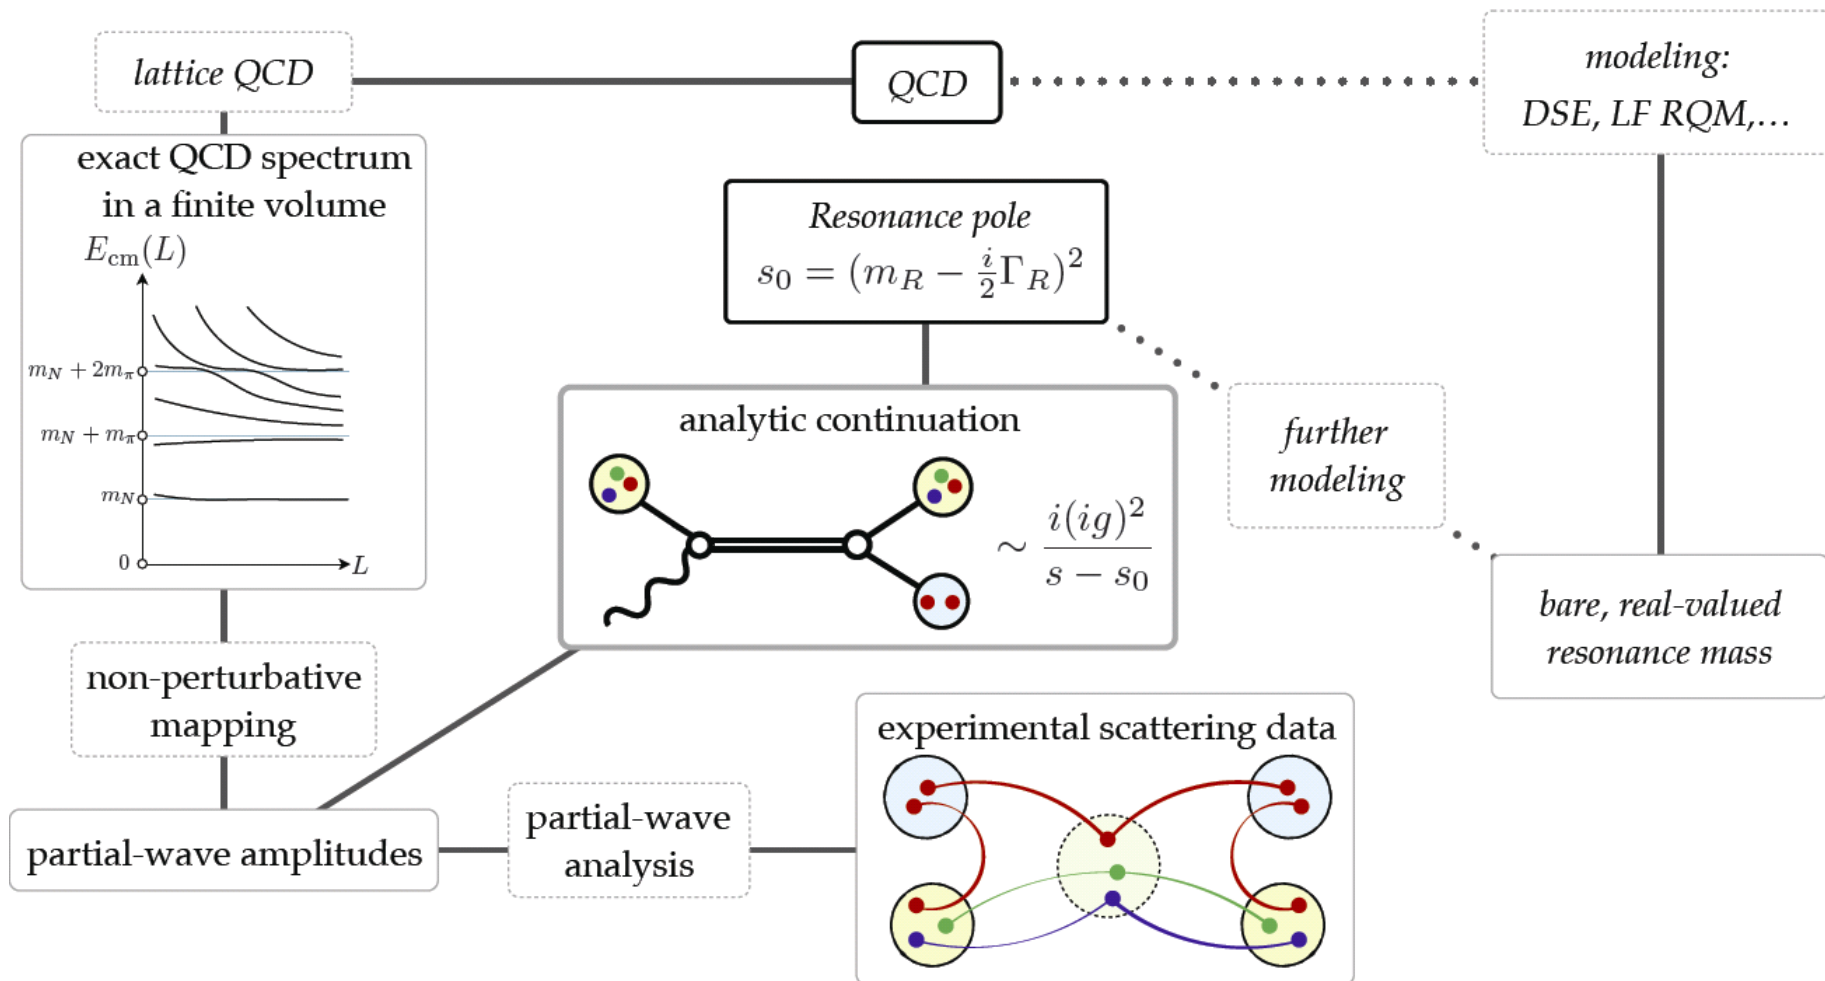 lattice QCD
QCD
modeling:
DSE, LF RQM,...
exact QCD spectrum
in a finite volume
E_cm(L)
m_N + 2m_π
m_N + m_π
m_N
0
L
Resonance pole
s_0 = (m_R − i/2 Γ_R)^2
analytic continuation
∼ i(ig)^2 / (s − s_0)
further
modeling
bare, real-valued
resonance mass
non-perturbative
mapping
partial-wave amplitudes
partial-wave
analysis
experimental scattering data